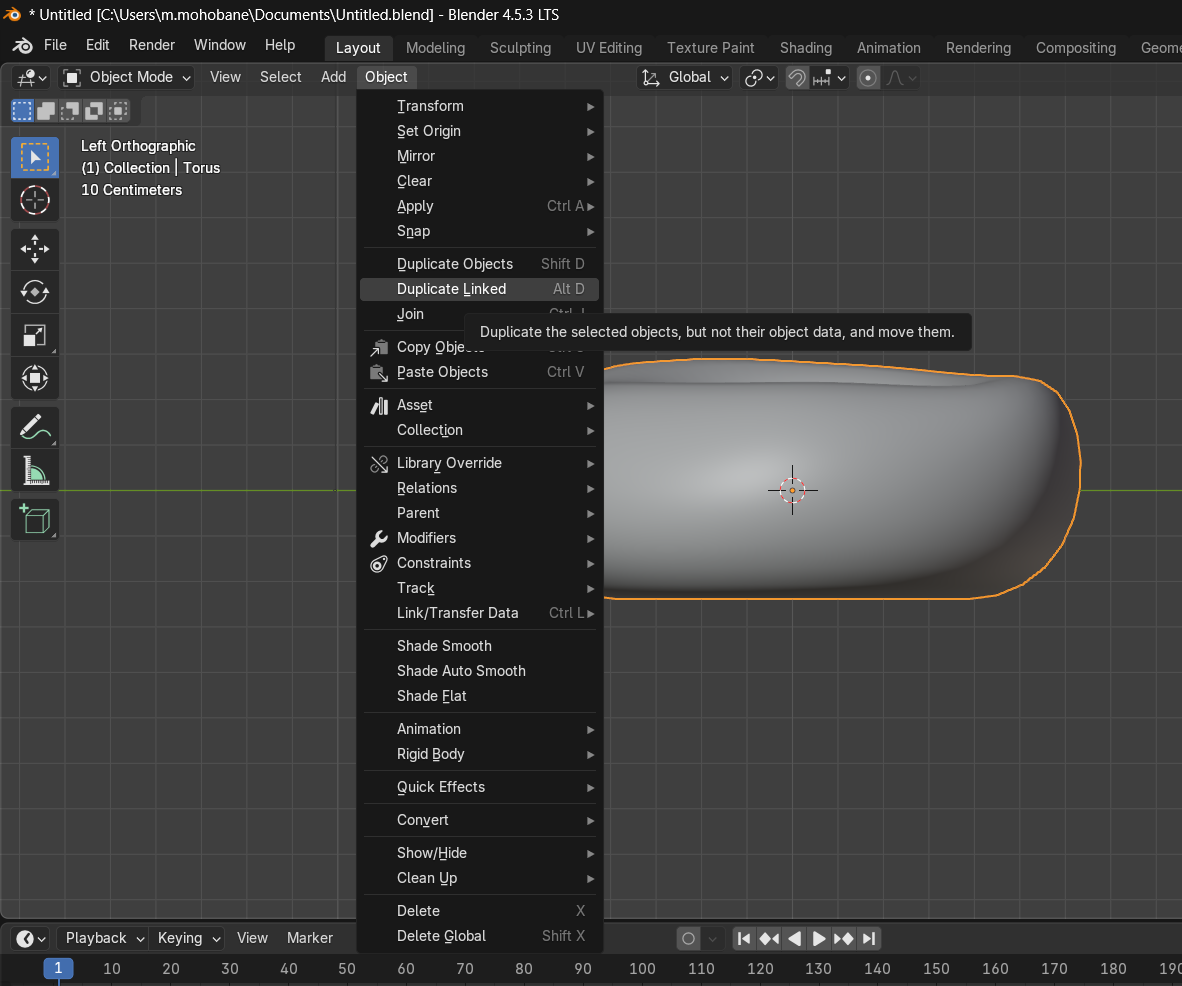 * Untitled [C:\Users\m.mohobane\Documents\Untitled.blend] - Blender 4.5.3 LTS
File Edit Render Window Help Layout Modeling Sculpting UV Editing Texture Paint Shading Animation Rendering Compositing Geome
Object Mode View Select Add Object Global
Left Orthographic
(1) Collection | Torus
10 Centimeters
Transform
Set Origin
Mirror
Clear
Apply Ctrl A
Snap
Duplicate Objects Shift D
Duplicate Linked Alt D
Join
Duplicate the selected objects, but not their object data, and move them.
Copy Objects
Paste Objects Ctrl V
Asset
Collection
Library Override
Relations
Parent
Modifiers
Constraints
Track
Link/Transfer Data Ctrl L
Shade Smooth
Shade Auto Smooth
Shade Flat
Animation
Rigid Body
Quick Effects
Convert
Show/Hide
Clean Up
Delete X
Delete Global Shift X
Playback Keying View Marker
1 10 20 30 40 50 60 70 80 90 100 110 120 130 140 150 160 170 180 190